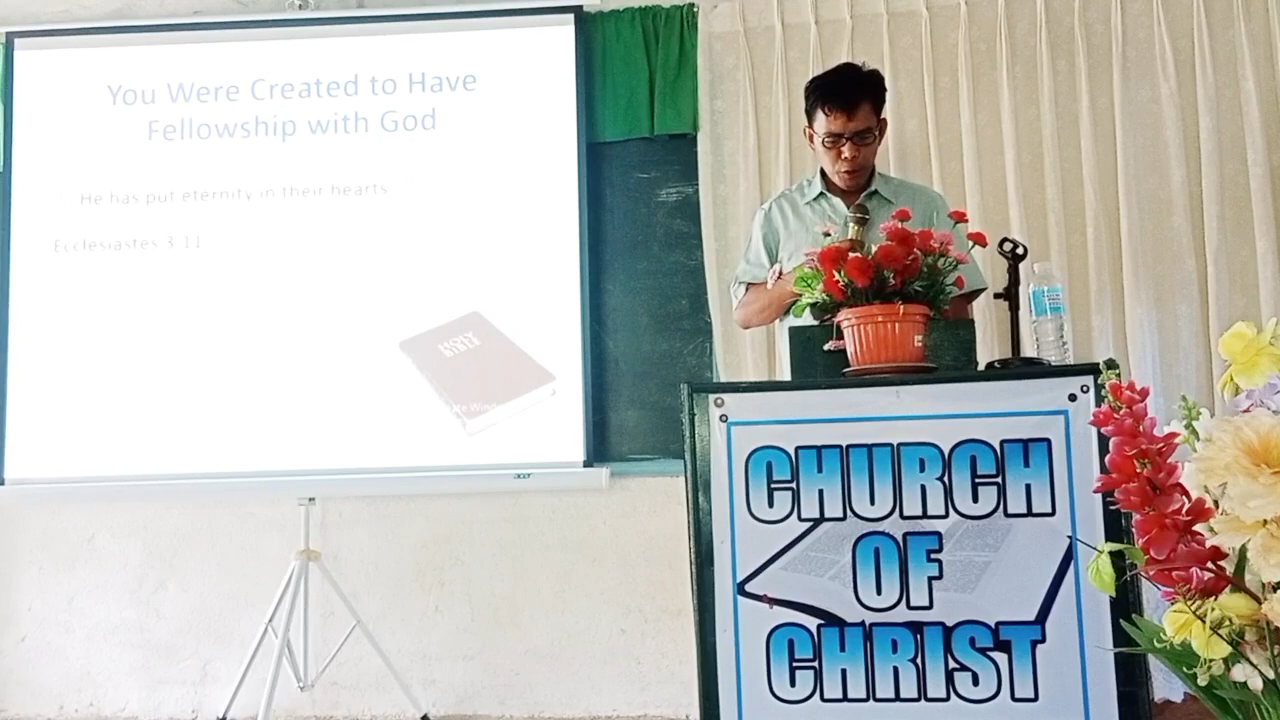 You Were Created to Have
Fellowship with God
He has put eternity in their hearts
Ecclesiastes 3:11
HOLY
BIBLE
acer
CHURCH
OF
CHRIST